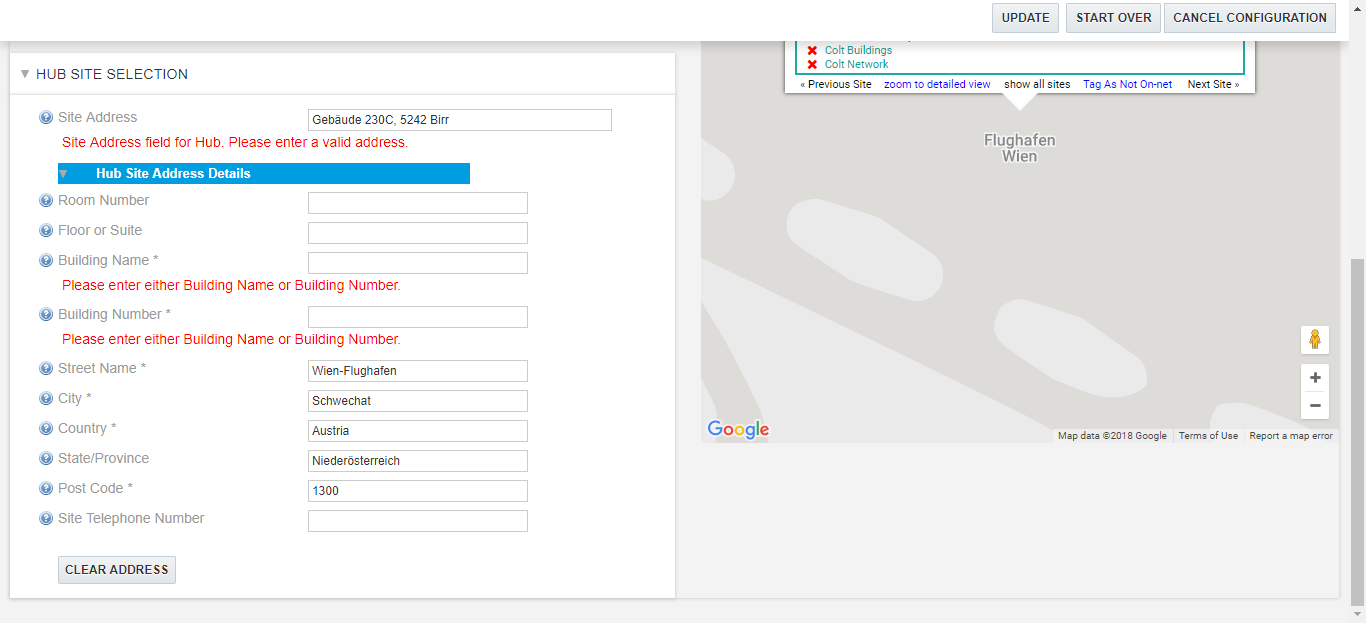 UPDATE
START OVER
CANCEL CONFIGURATION
HUB SITE SELECTION
Site Address
Gebäude 230C, 5242 Birr
Site Address field for Hub. Please enter a valid address.
Hub Site Address Details
Room Number
Floor or Suite
Building Name *
Please enter either Building Name or Building Number.
Building Number *
Please enter either Building Name or Building Number.
Street Name *
Wien-Flughafen
City *
Schwechat
Country *
Austria
State/Province
Niederösterreich
Post Code *
1300
Site Telephone Number
CLEAR ADDRESS
Colt Buildings
Colt Network
« Previous Site zoom to detailed view show all sites Tag As Not On-net Next Site »
Flughafen
Wien
Google
Map data ©2018 Google Terms of Use Report a map error